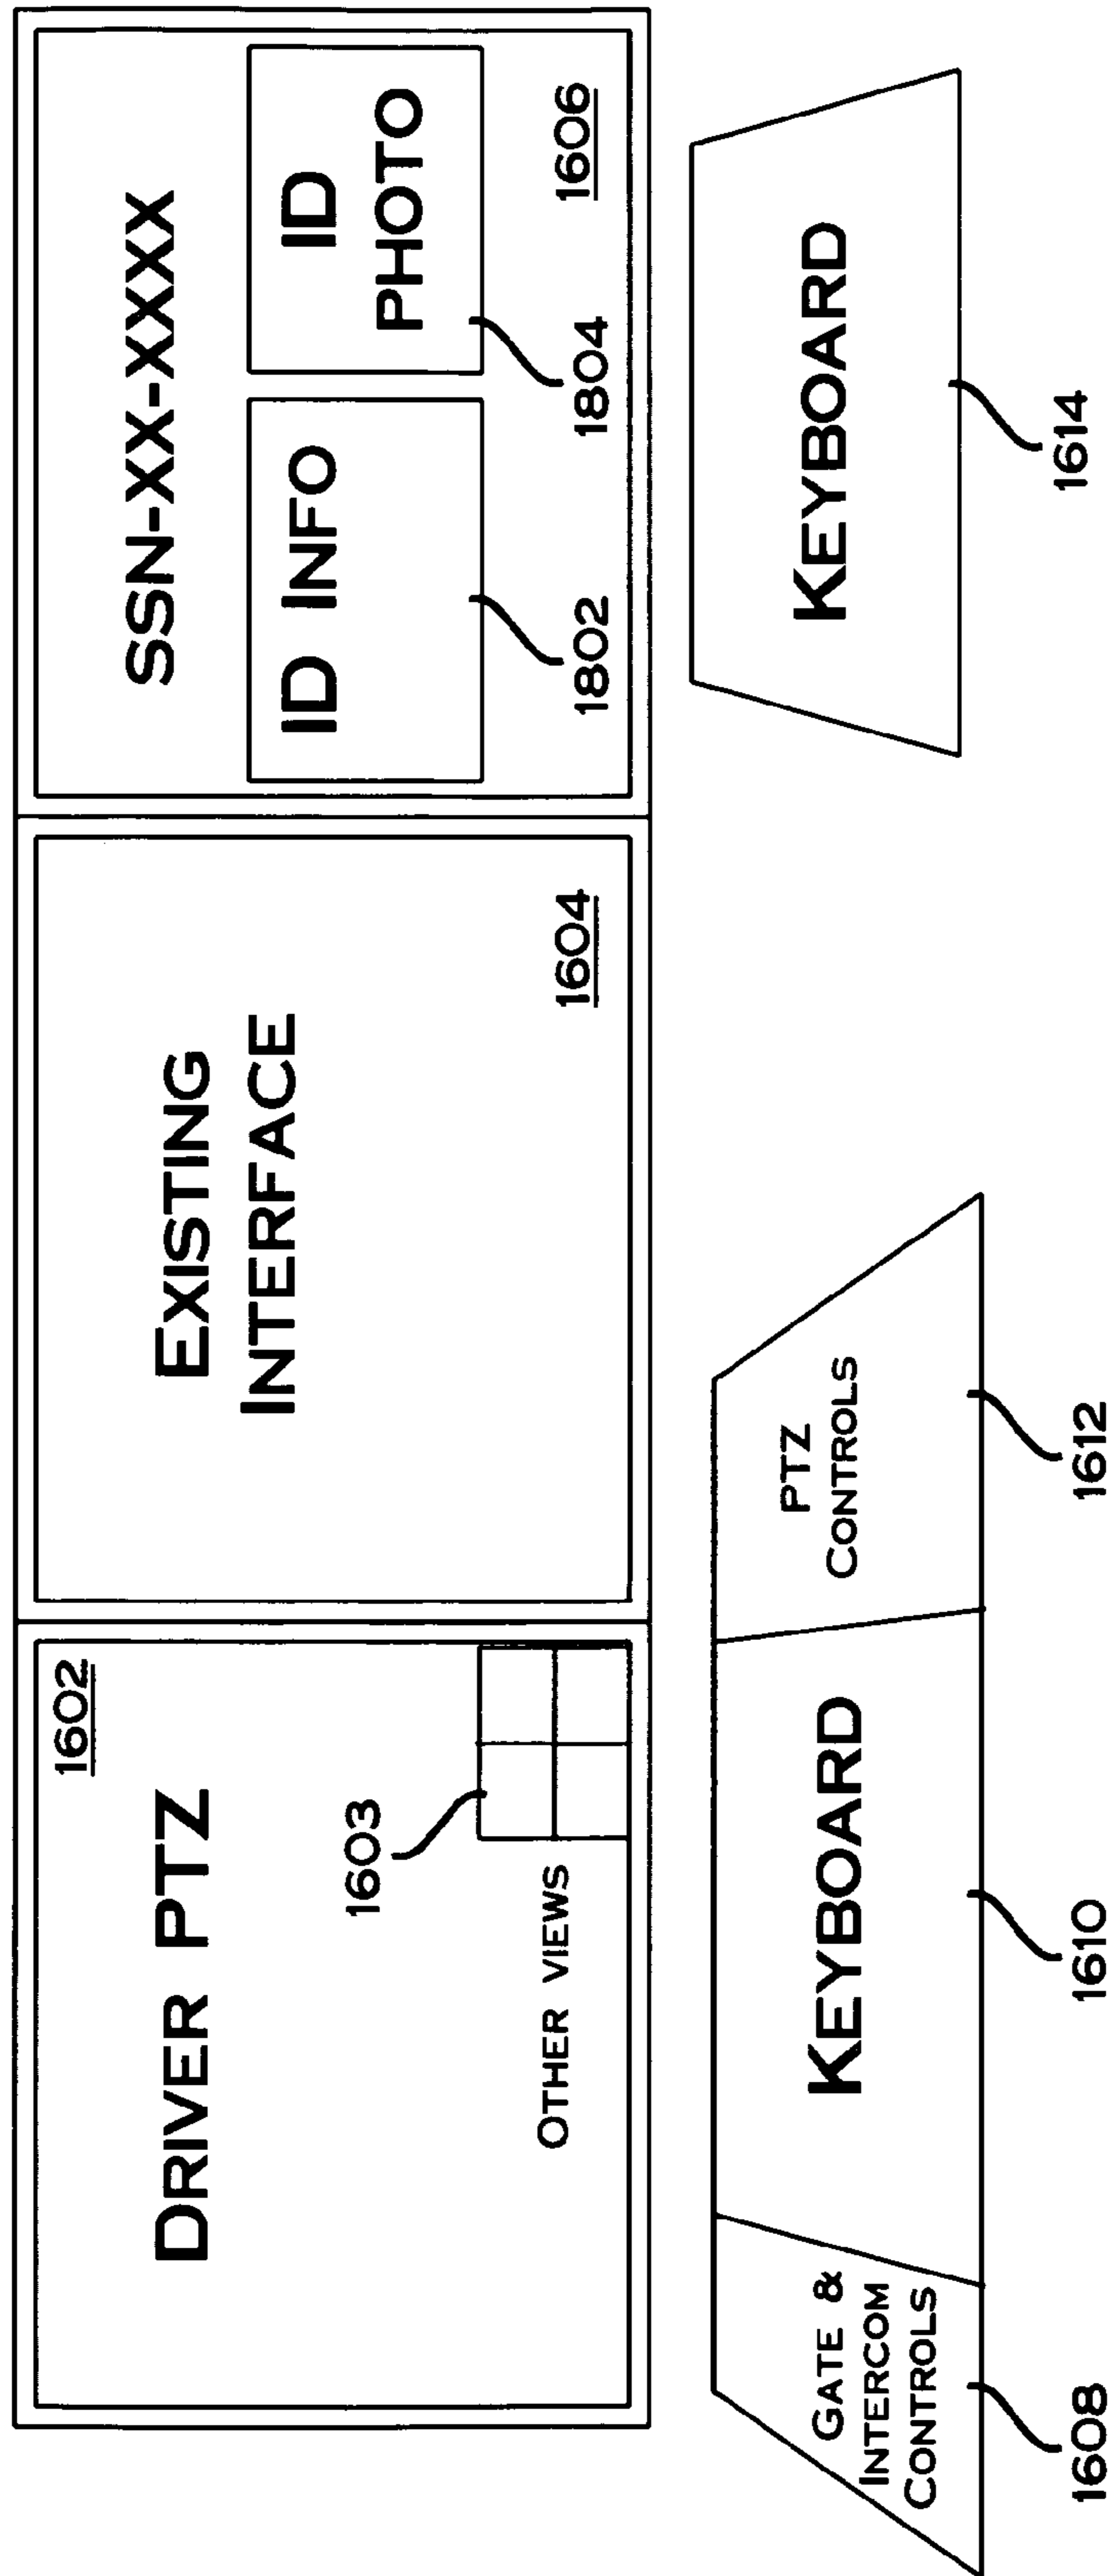 DRIVER PTZ
1602
1603
OTHER VIEWS
EXISTING
INTERFACE
1604
SSN-XX-XXXX
ID INFO
ID
PHOTO
1802
1804
1606
GATE &
INTERCOM
CONTROLS
KEYBOARD
PTZ
CONTROLS
KEYBOARD
1608
1610
1612
1614